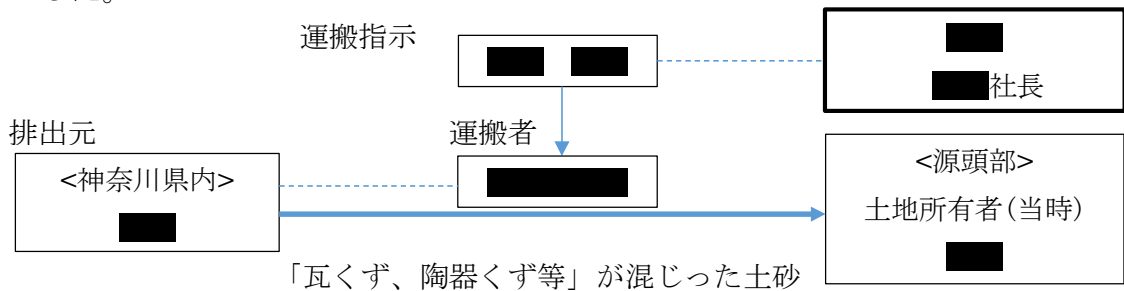 運搬指示
社長
排出元
運搬者
<神奈川県内>
<源頭部>
土地所有者(当時)
「瓦くず、陶器くず等」が混じった土砂